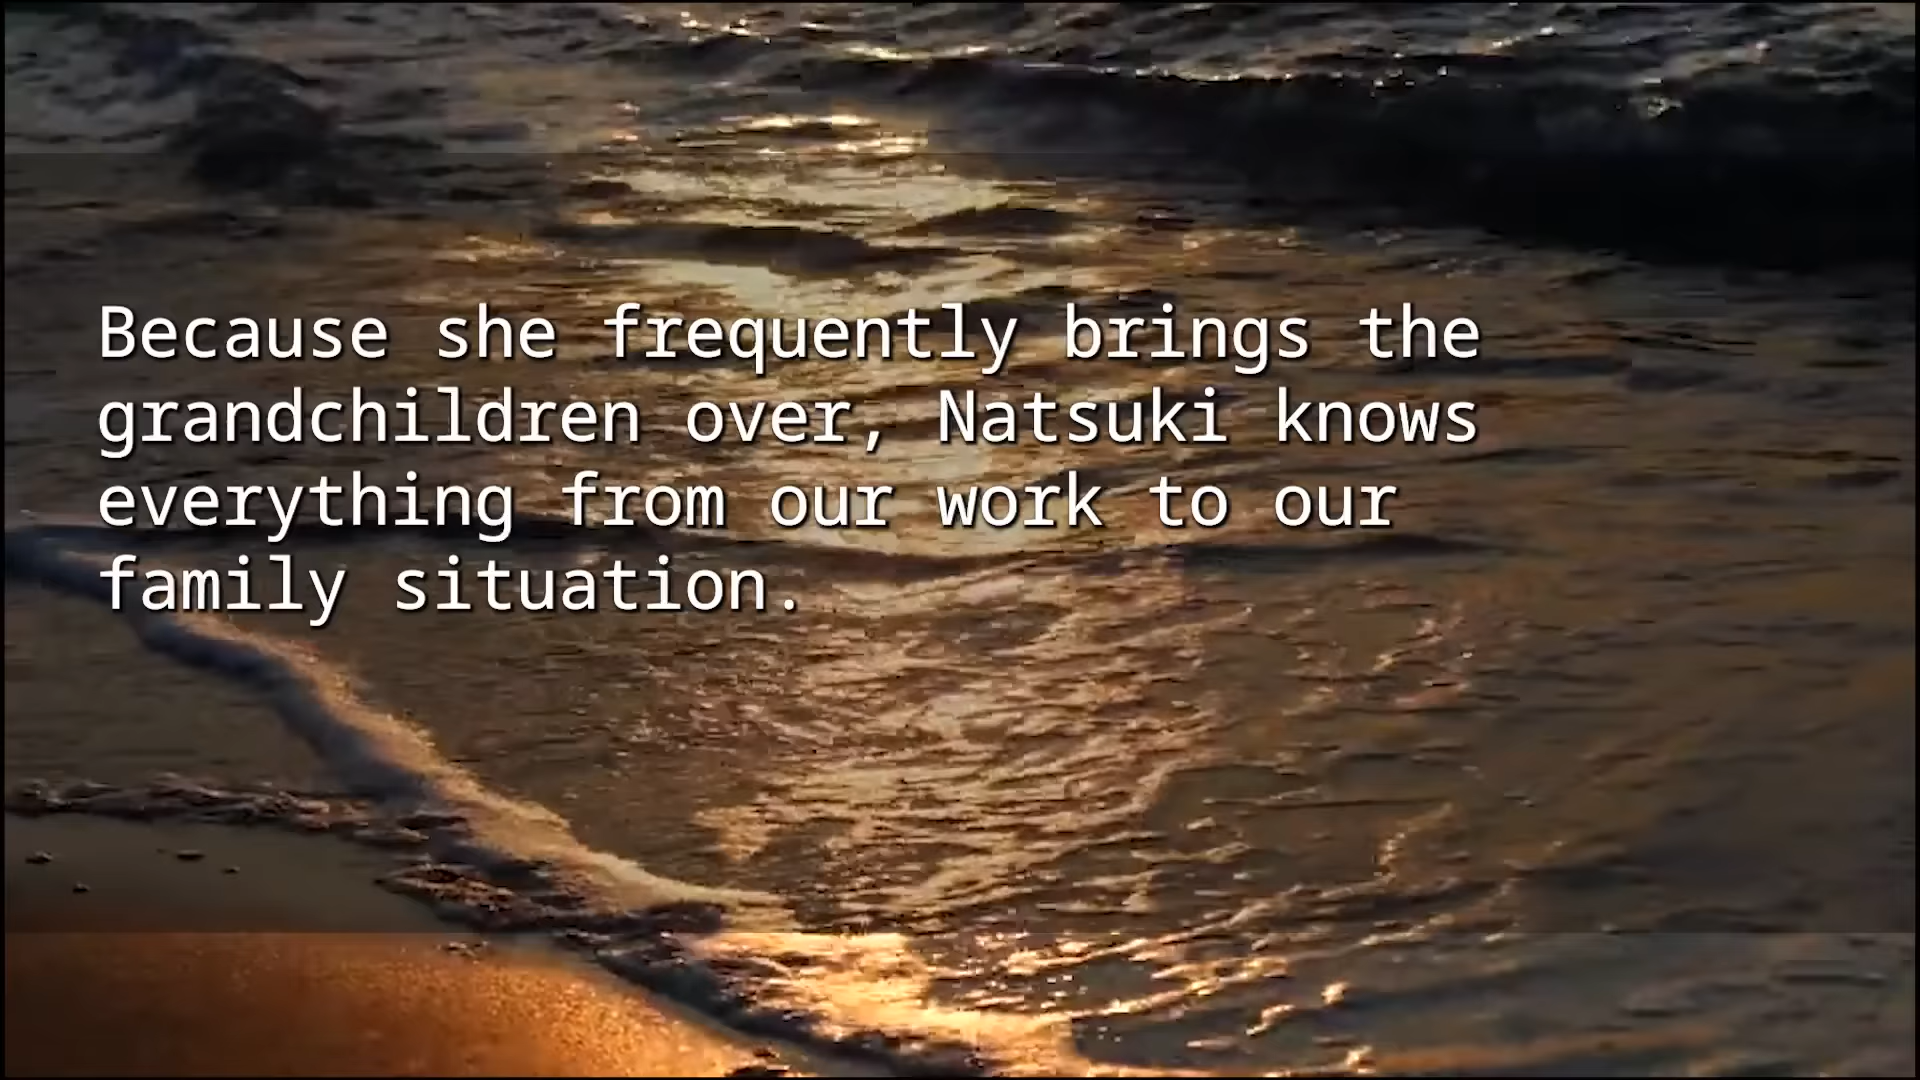 Because she frequently brings the
grandchildren over, Natsuki knows
everything from our work to our
family situation.